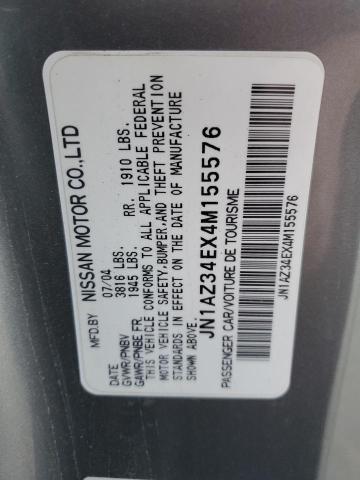 MFD.BY NISSAN MOTOR CO.,LTD
DATE 07/04
GVWR/PNBV 3816 LBS.
GAWR/PNBE FR. 1945 LBS. RR. 1910 LBS.
THIS VEHICLE CONFORMS TO ALL APPLICABLE FEDERAL
MOTOR VEHICLE SAFETY,BUMPER,AND THEFT PREVENTION
STANDARDS IN EFFECT ON THE DATE OF MANUFACTURE
SHOWN ABOVE.
JN1AZ34EX4M155576
PASSENGER CAR/VOITURE DE TOURISME
JN1AZ34EX4M155576